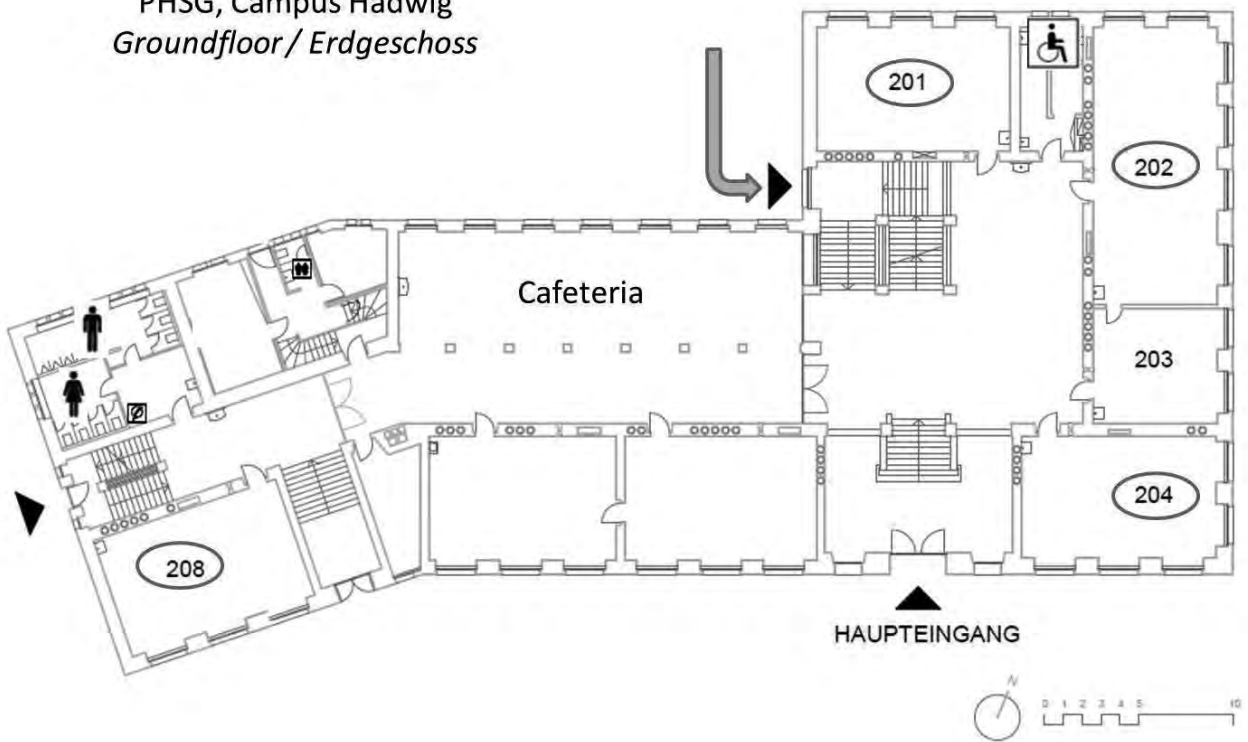 PHSG, Campus Hadwig
Groundfloor / Erdgeschoss
201
202
Cafeteria
203
204
208
HAUPTEINGANG
N
0 1 2 3 4 5 10